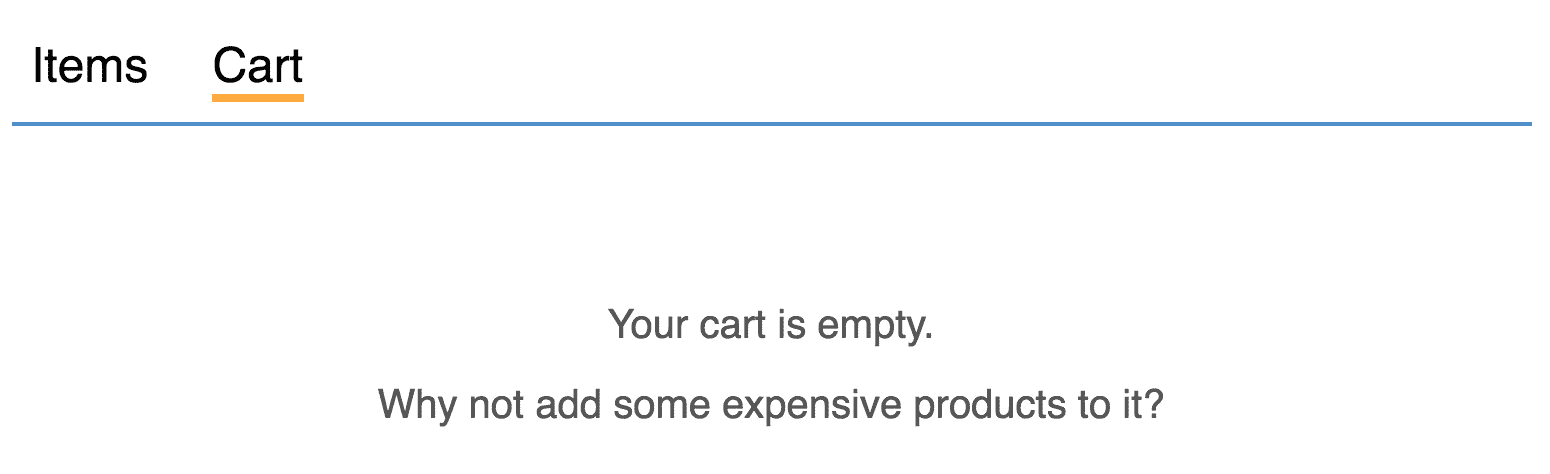 Items Cart
Your cart is empty.
Why not add some expensive products to it?